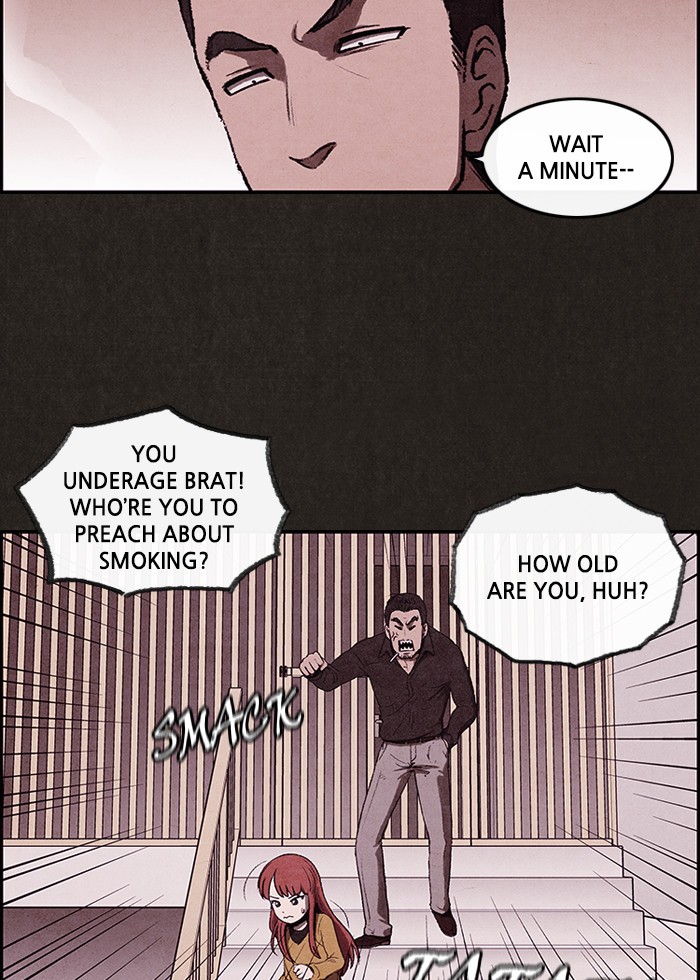 WAIT
A MINUTE--
YOU
UNDERAGE BRAT!
WHO'RE YOU TO
PREACH ABOUT
SMOKING?
HOW OLD
ARE YOU, HUH?
SMACK